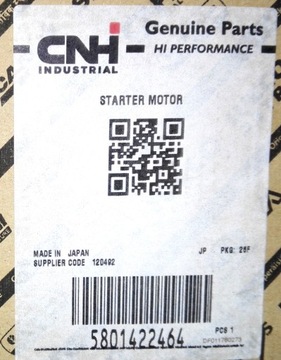 CNH
INDUSTRIAL
Genuine Parts
HI PERFORMANCE
STARTER MOTOR
MADE IN JAPAN
SUPPLIER CODE 120492
JP PKG: 26F
5801422464
PCS 1